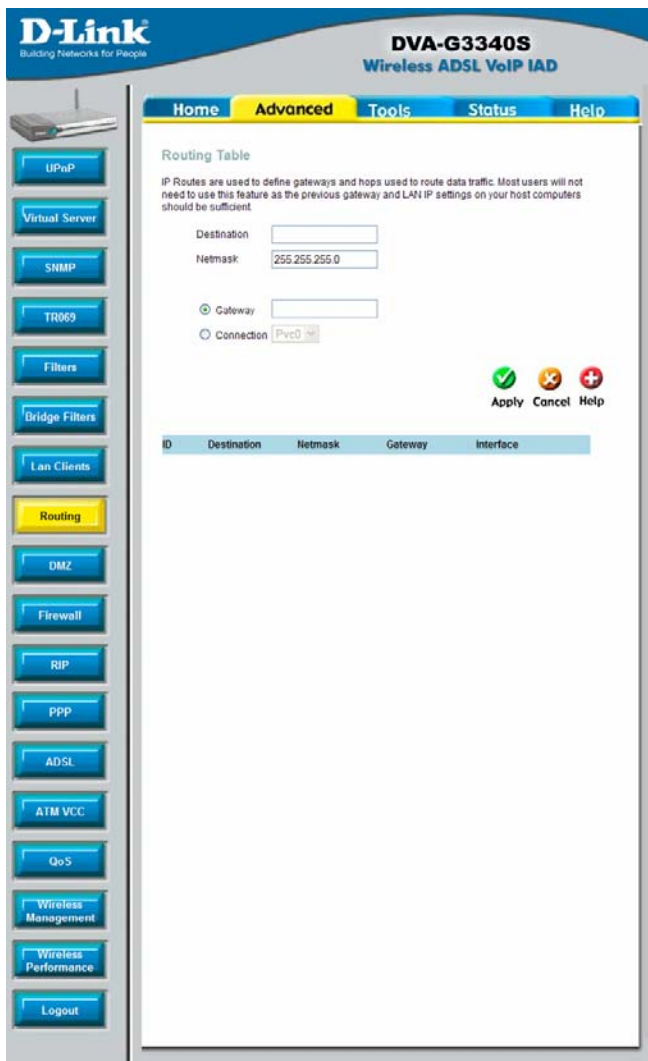 D-Link
Building Networks for People
DVA-G3340S
Wireless ADSL VoIP IAD
Home
Advanced
Tools
Status
Help
UPnP
Virtual Server
SNMP
TR069
Filters
Bridge Filters
Lan Clients
Routing
DMZ
Firewall
RIP
PPP
ADSL
ATM VCC
QoS
Wireless
Management
Wireless
Performance
Logout
Routing Table
IP Routes are used to define gateways and hops used to route data traffic. Most users will not
need to use this feature as the previous gateway and LAN IP settings on your host computers
should be sufficient.
Destination
Netmask 255.255.255.0
Gateway
Connection Pvc0
Apply Cancel Help
ID Destination Netmask Gateway Interface